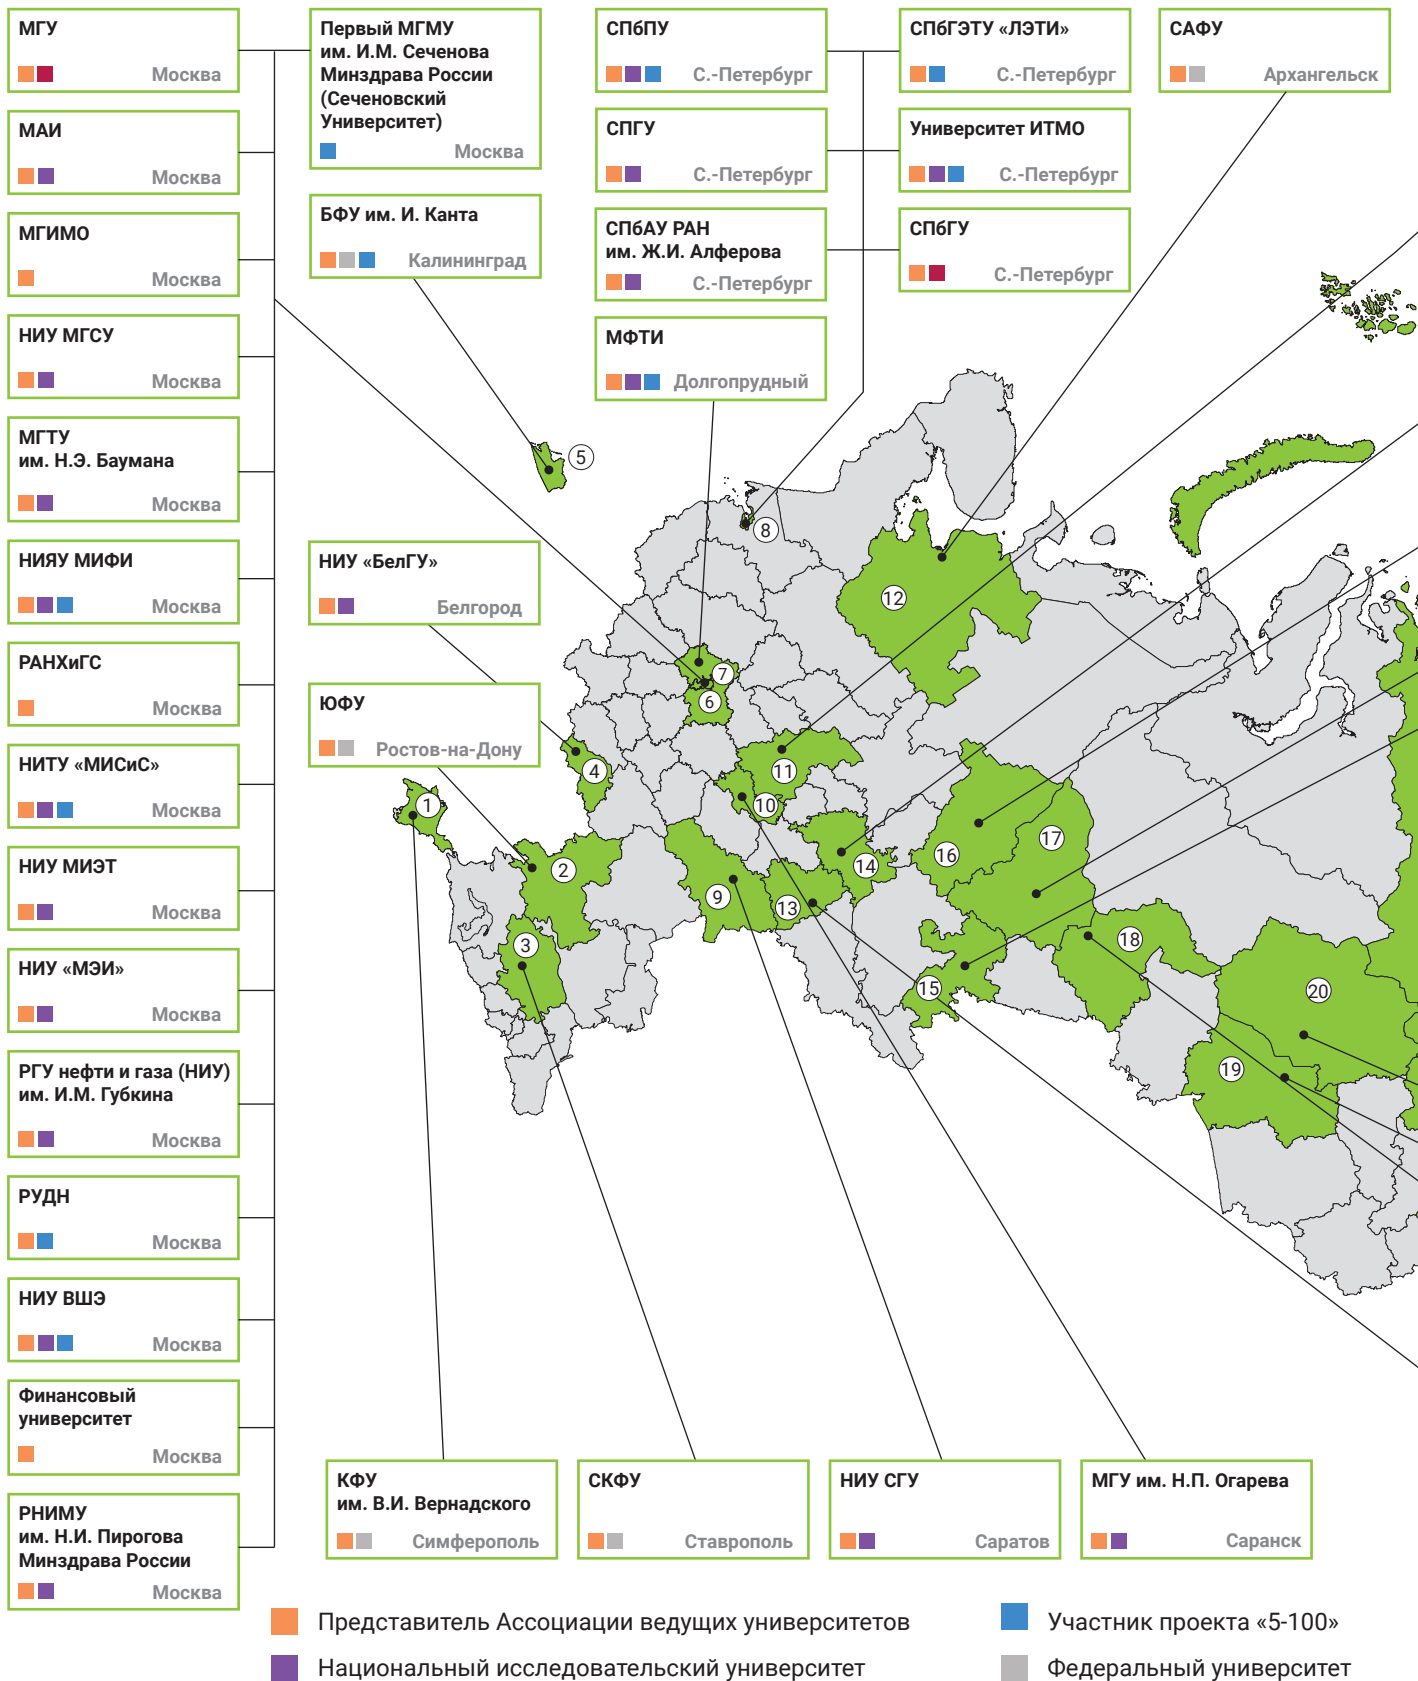 МГУ
Москва
МАИ
Москва
МГИМО
Москва
НИУ МГСУ
Москва
МГТУ
им. Н.Э. Баумана
Москва
НИЯУ МИФИ
Москва
РАНХиГС
Москва
НИТУ «МИСиС»
Москва
НИУ МИЭТ
Москва
НИУ «МЭИ»
Москва
РГУ нефти и газа (НИУ)
им. И.М. Губкина
Москва
РУДН
Москва
НИУ ВШЭ
Москва
Финансовый
университет
Москва
РНИМУ
им. Н.И. Пирогова
Минздрава России
Москва
Первый МГМУ
им. И.М. Сеченова
Минздрава России
(Сеченовский
Университет)
Москва
БФУ им. И. Канта
Калининград
СПбПУ
С.-Петербург
СПГУ
С.-Петербург
СПбАУ РАН
им. Ж.И. Алферова
С.-Петербург
МФТИ
Долгопрудный
СПбГЭТУ «ЛЭТИ»
С.-Петербург
Университет ИТМО
С.-Петербург
СПбГУ
С.-Петербург
САФУ
Архангельск
НИУ «БелГУ»
Белгород
ЮФУ
Ростов-на-Дону
5
8
12
7
6
4
11
10
1
2
3
9
13
14
16
17
15
18
20
19
КФУ
им. В.И. Вернадского
Симферополь
СКФУ
Ставрополь
НИУ СГУ
Саратов
МГУ им. Н.П. Огарева
Саранск
Представитель Ассоциации ведущих университетов
Национальный исследовательский университет
Участник проекта «5-100»
Федеральный университет